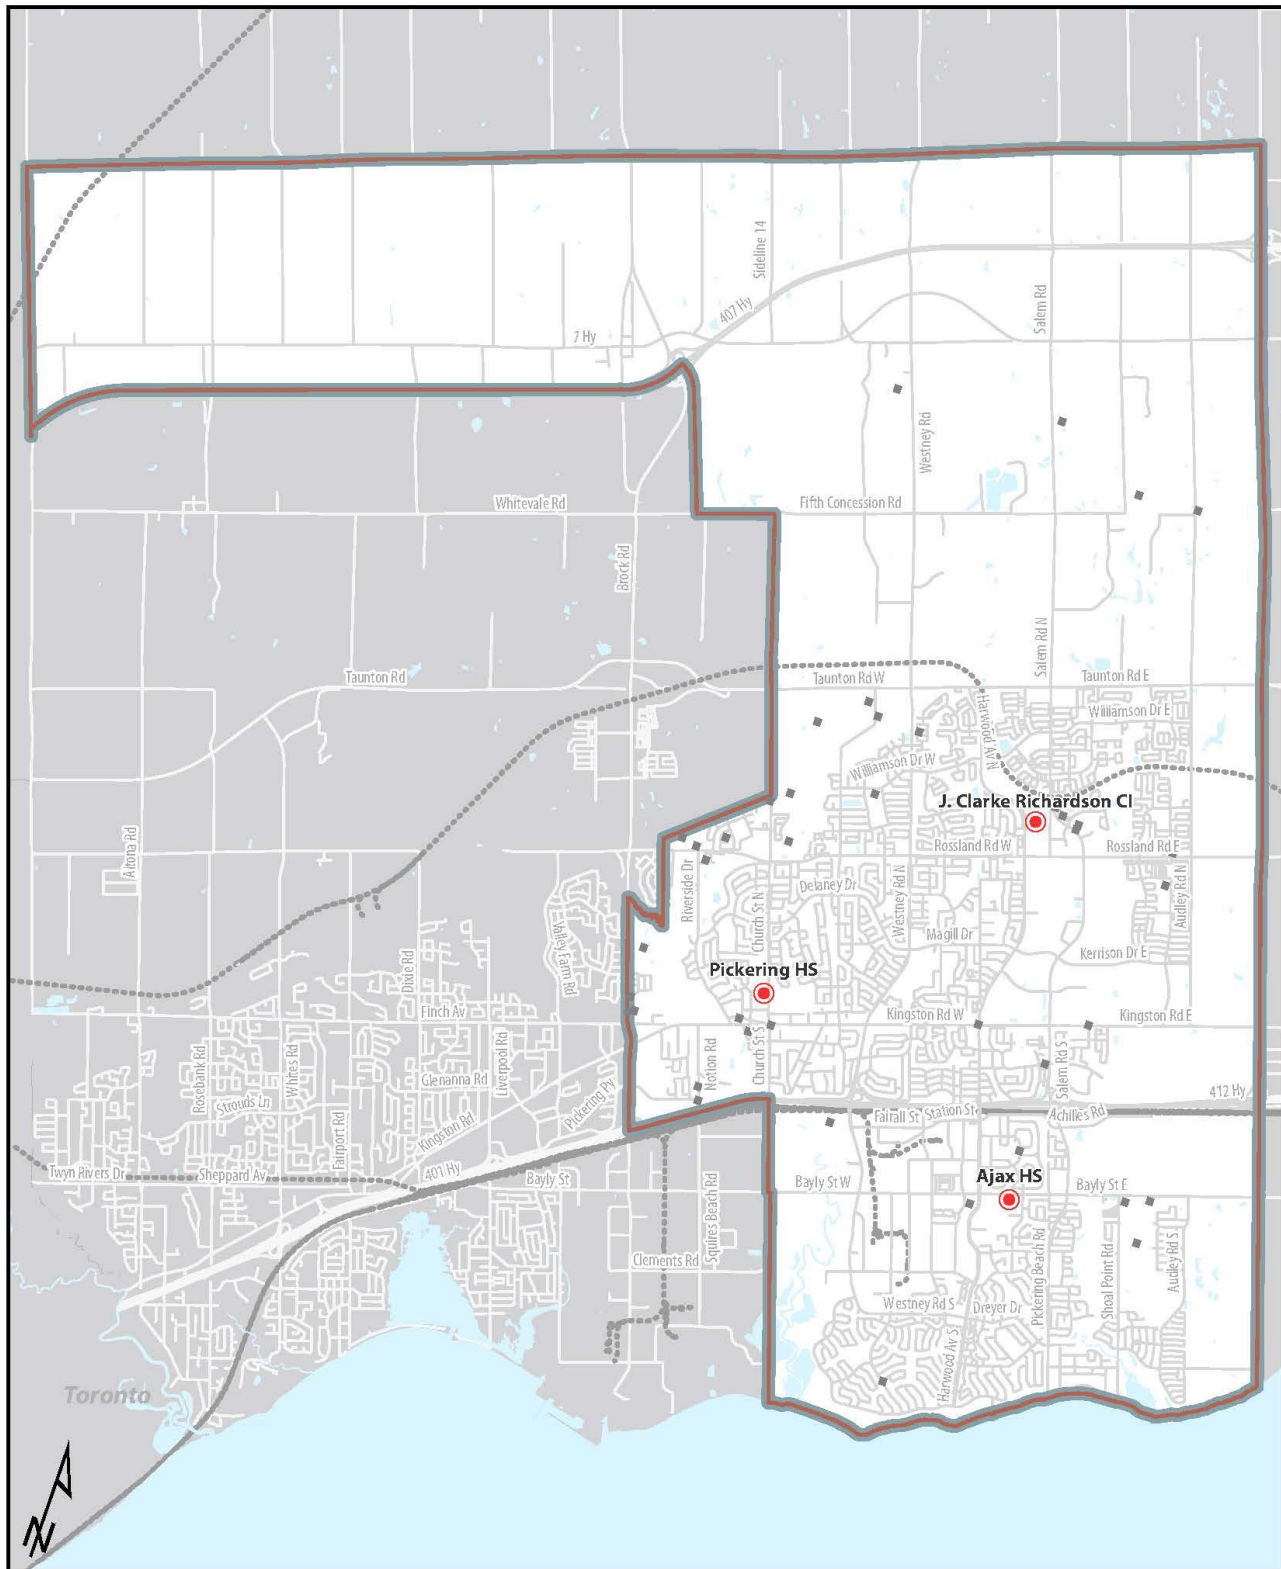 Sideline 14
407 Hy
Salem Rd
7 Hy
Westney Rd
Whitevale Rd
Fifth Concession Rd
Brock Rd
Salem Rd N
Taunton Rd
Taunton Rd W
Taunton Rd E
Harwood Av N
Williamson Dr E
Williamson Dr W
J. Clarke Richardson CI
Altona Rd
Rossland Rd W
Rossland Rd E
Riverside Dr
Delaney Dr
Westney Rd N
Audley Rd N
Church St N
Valley Farm Rd
Magill Dr
Kerrison Dr E
Dixie Rd
Pickering HS
Finch Av
Kingston Rd W
Kingston Rd E
Rosebank Rd
Whites Rd
Liverpool Rd
Notion Rd
Church St S
Salem Rd S
Glenanna Rd
Strouds Ln
Pickering Py
412 Hy
Fairall St
Station St
Achilles Rd
Fairport Rd
Kingston Rd
Twyn Rivers Dr
Sheppard Av
401 Hy
Bayly St
Bayly St W
Ajax HS
Bayly St E
Squires Beach Rd
Clements Rd
Pickering Beach Rd
Shoal Point Rd
Audley Rd S
Westney Rd S
Dreyer Dr
Harwood Av S
Toronto
N